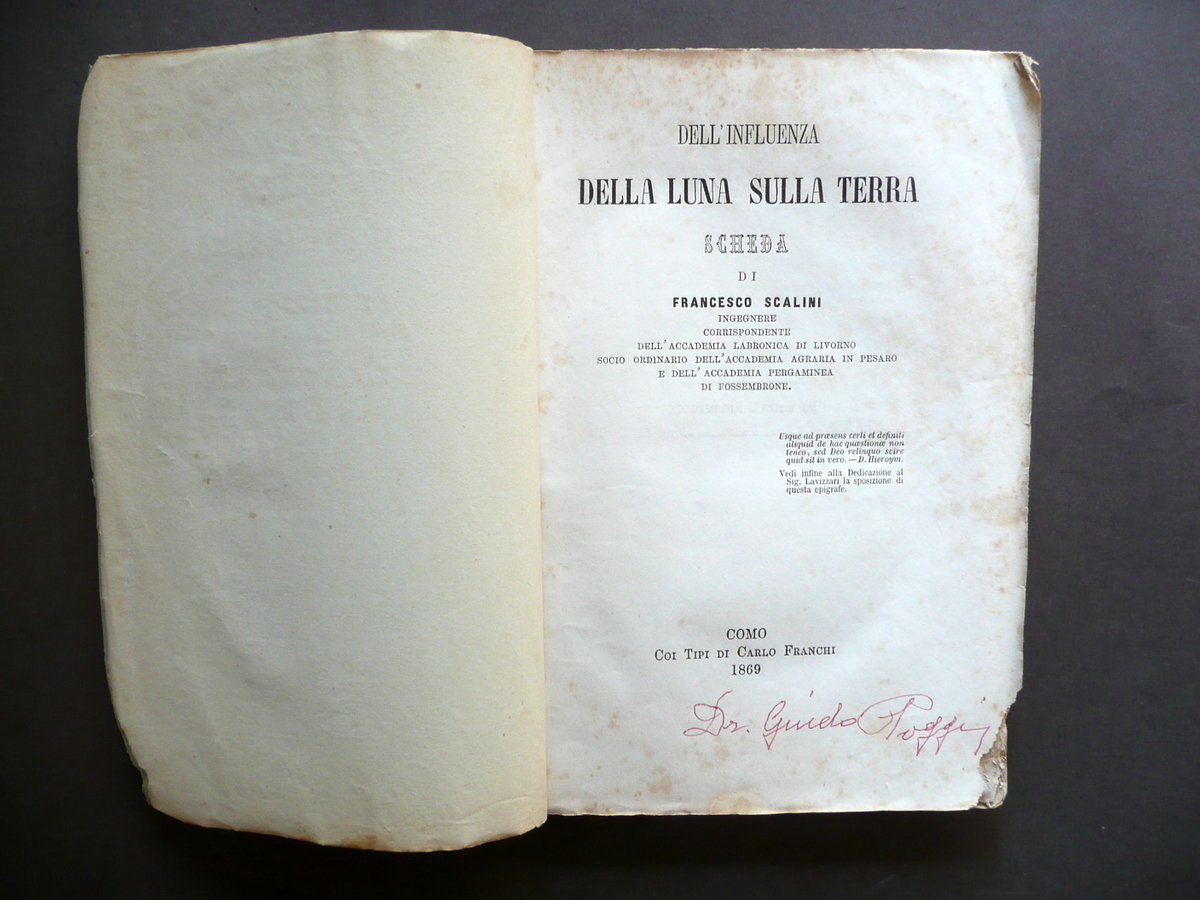 DELL'INFLUENZA
DELLA LUNA SULLA TERRA
SCHEDA
DI
FRANCESCO SCALINI
INGEGNERE
CORRISPONDENTE
DELL'ACCADEMIA LABRONICA DI LIVORNO
SOCIO ORDINARIO DELL'ACCADEMIA AGRARIA IN PESARO
E DELL'ACCADEMIA PERGAMINEA
DI FOSSEMBRONE.
Usque ad præsens certi et definiti
aliquid de hac quæstionæ non
teneo, sed Deo relinquo scire
quid sit in vero. — D. Hieroym.
Vedi infine alla Dedicazione al
Sig. Lavizzari la sposizione di
questa epigrafe.
COMO
COI TIPI DI CARLO FRANCHI
1869
Dr. Guido Poggi